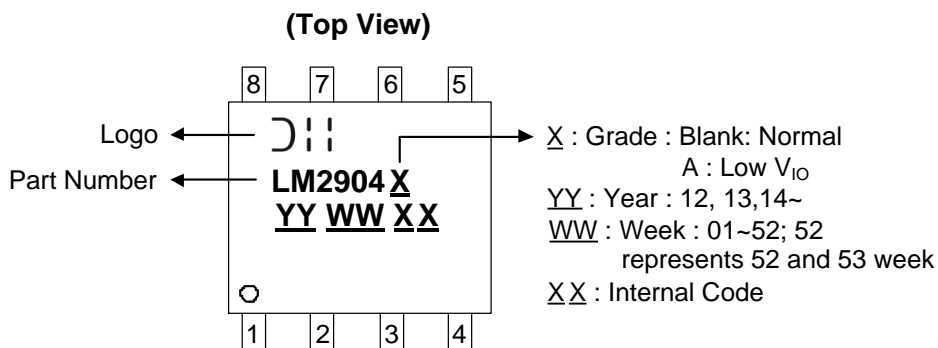 (Top View)
8 7 6 5
Logo
Part Number
LM2904 X
YY WW XX
1 2 3 4
X : Grade : Blank: Normal
A : Low VIO
YY : Year : 12, 13,14~
WW : Week : 01~52; 52
represents 52 and 53 week
XX : Internal Code